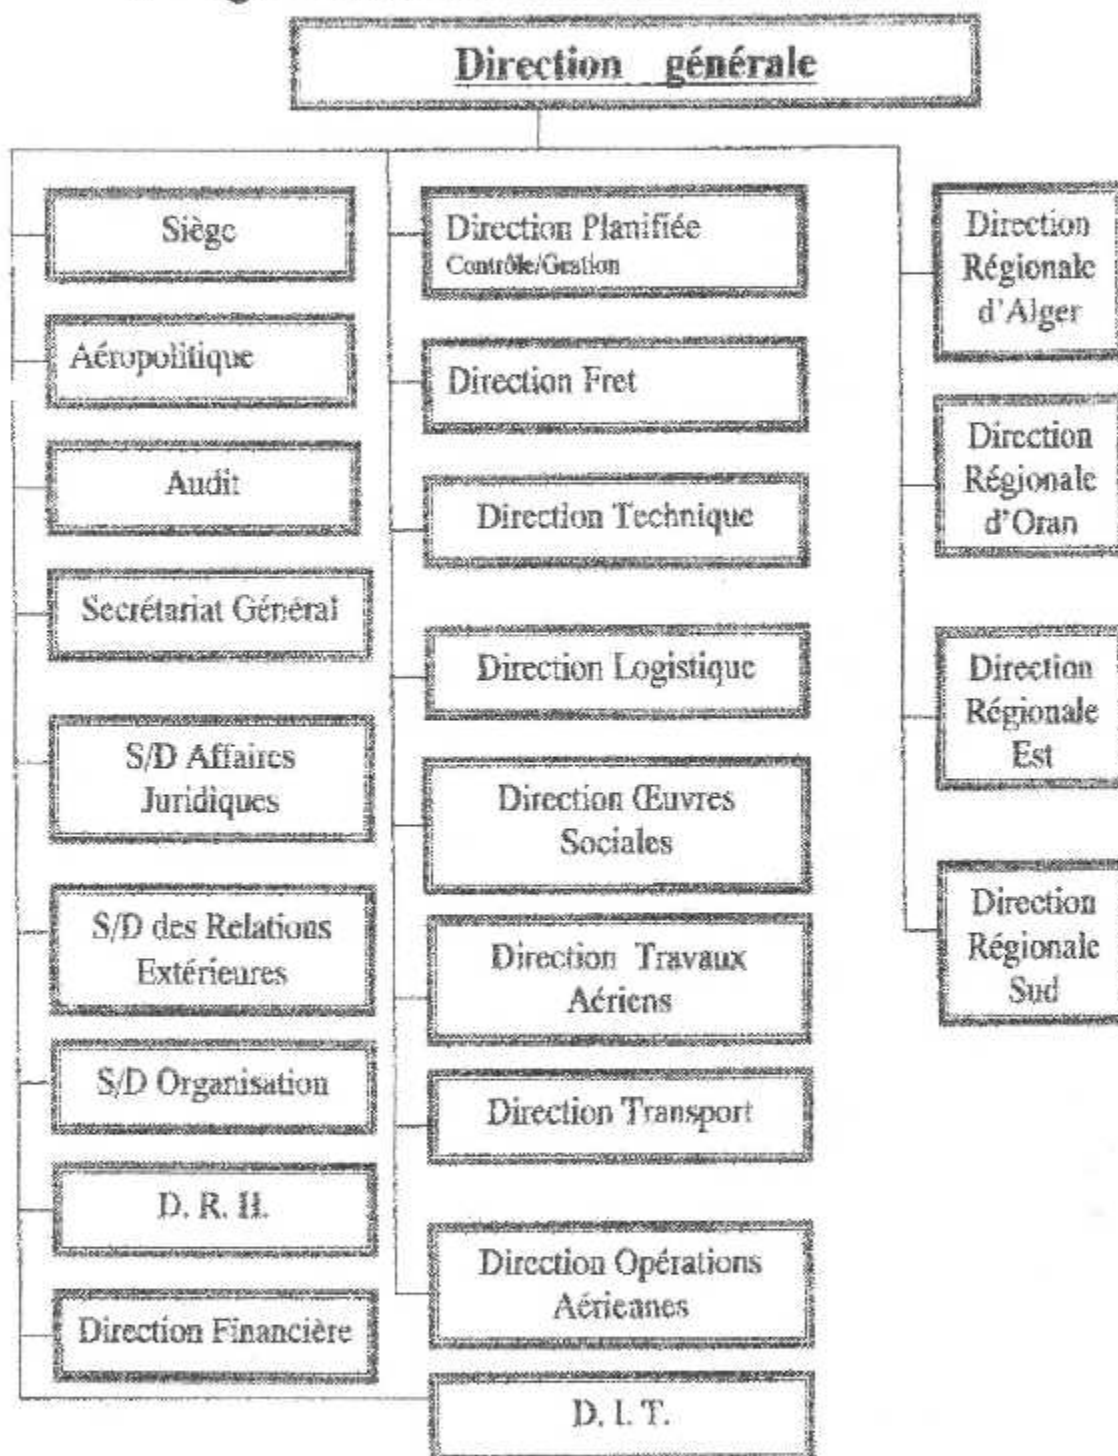 Direction générale
Siège
Aéropolitique
Audit
Secrétariat Général
S/D Affaires
Juridiques
S/D des Relations
Extérieures
S/D Organisation
D. R. H.
Direction Financière
Direction Planifiée
Contrôle/Gestion
Direction Fret
Direction Technique
Direction Logistique
Direction Œuvres
Sociales
Direction Travaux
Aériens
Direction Transport
Direction Opérations
Aériennes
D. I. T.
Direction
Régionale
d'Alger
Direction
Régionale
d'Oran
Direction
Régionale
Est
Direction
Régionale
Sud